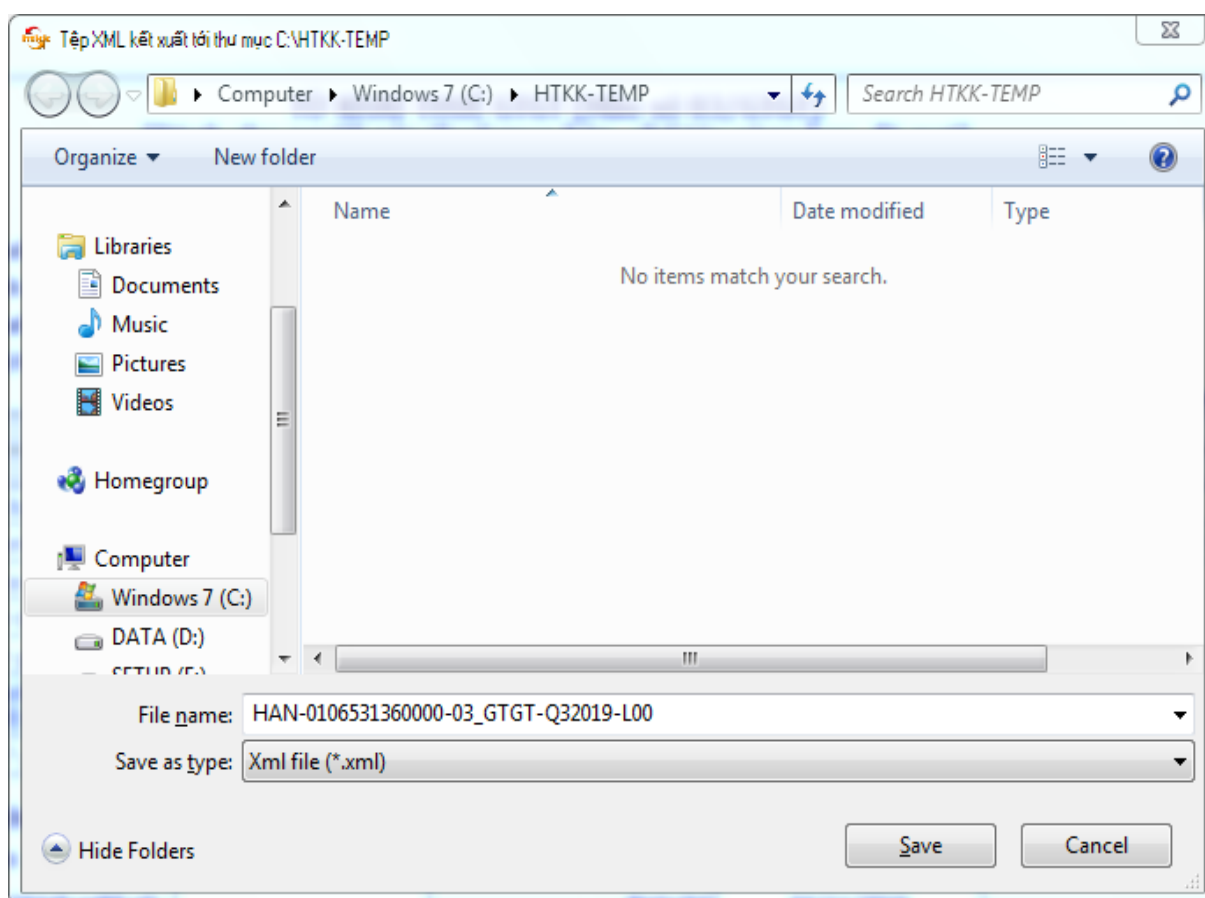 Tệp XML kết xuất tới thư mục C:\HTKK-TEMP
Computer Windows 7 (C:) HTKK-TEMP
Search HTKK-TEMP
Organize New folder
Name Date modified Type
No items match your search.
Libraries
Documents
Music
Pictures
Videos
Homegroup
Computer
Windows 7 (C:)
DATA (D:)
File name: HAN-0106531360000-03_GTGT-Q32019-L00
Save as type: Xml file (*.xml)
Hide Folders
Save Cancel